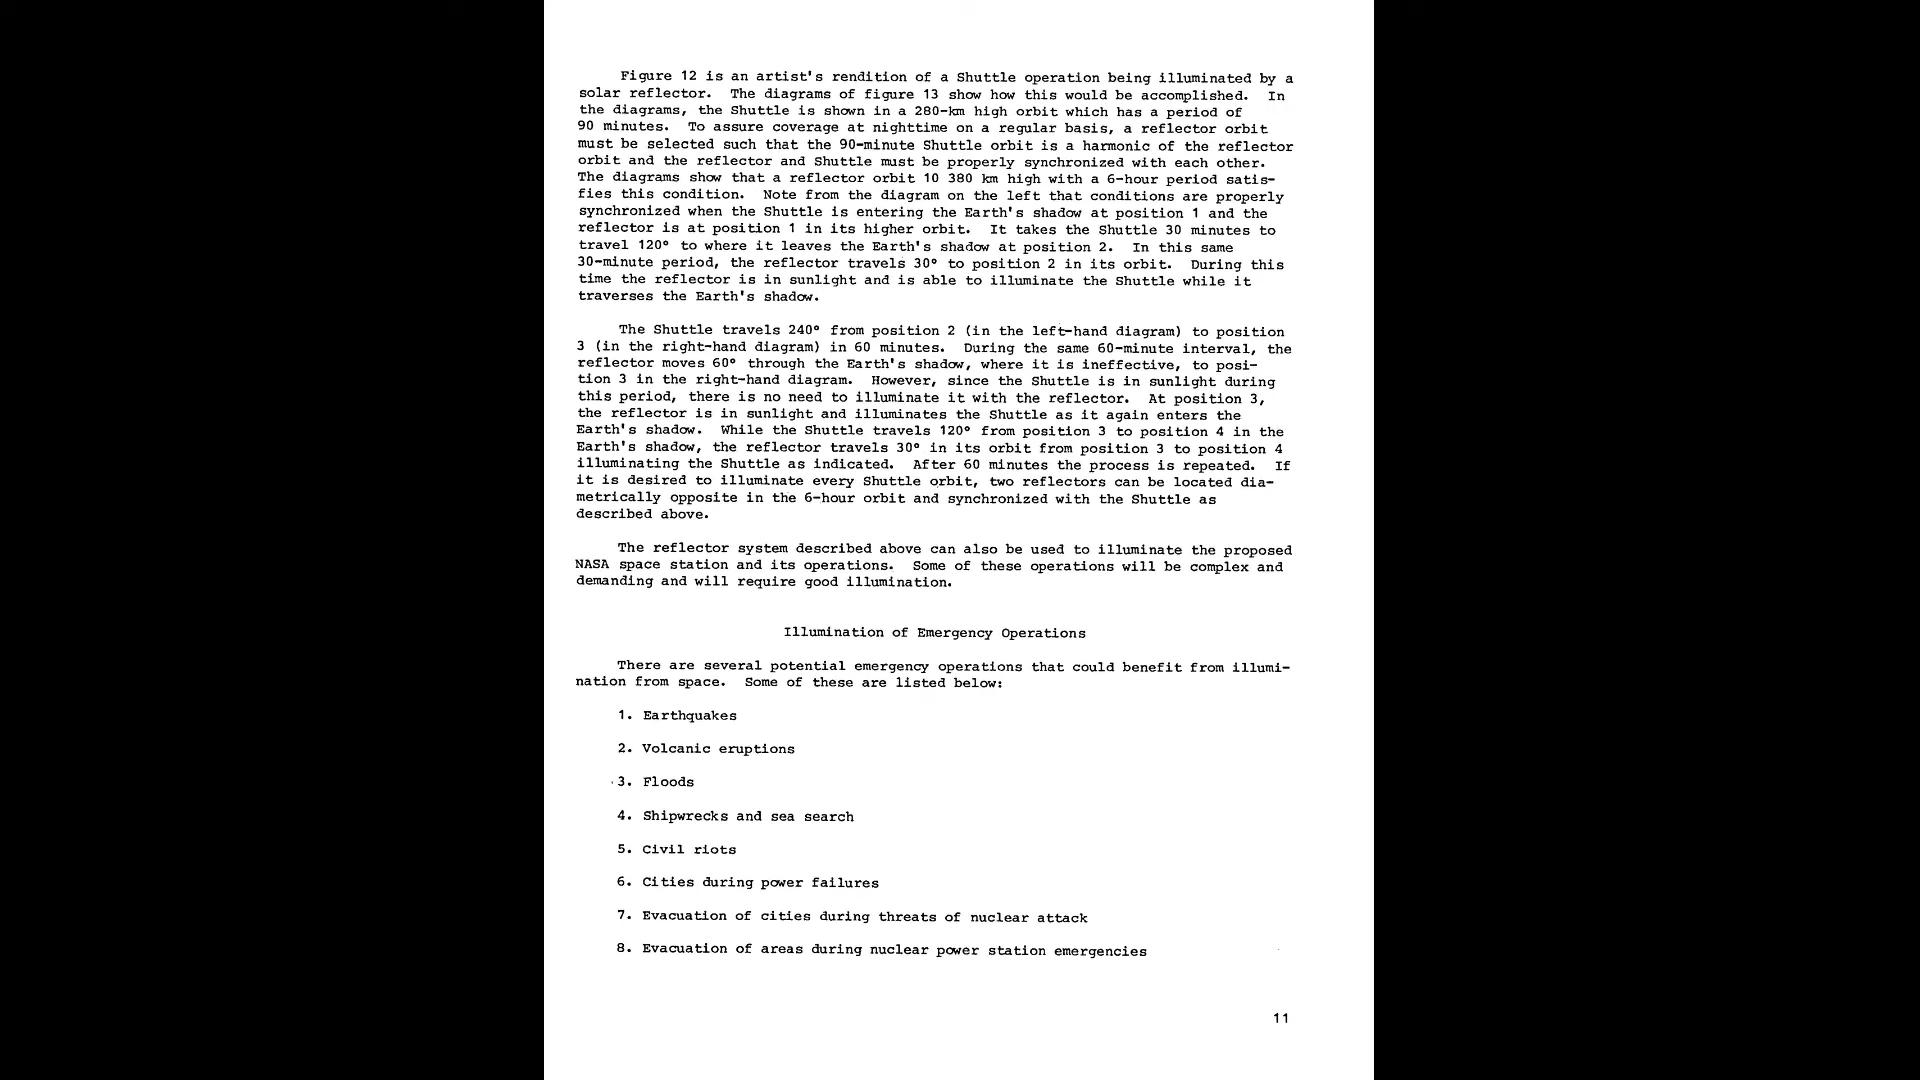 Figure 12 is an artist's rendition of a Shuttle operation being illuminated by a
solar reflector. The diagrams of figure 13 show how this would be accomplished. In
the diagrams, the Shuttle is shown in a 280-km high orbit which has a period of
90 minutes. To assure coverage at nighttime on a regular basis, a reflector orbit
must be selected such that the 90-minute Shuttle orbit is a harmonic of the reflector
orbit and the reflector and Shuttle must be properly synchronized with each other.
The diagrams show that a reflector orbit 10 380 km high with a 6-hour period satis-
fies this condition. Note from the diagram on the left that conditions are properly
synchronized when the Shuttle is entering the Earth's shadow at position 1 and the
reflector is at position 1 in its higher orbit. It takes the Shuttle 30 minutes to
travel 120° to where it leaves the Earth's shadow at position 2. In this same
30-minute period, the reflector travels 30° to position 2 in its orbit. During this
time the reflector is in sunlight and is able to illuminate the Shuttle while it
traverses the Earth's shadow.
The Shuttle travels 240° from position 2 (in the left-hand diagram) to position
3 (in the right-hand diagram) in 60 minutes. During the same 60-minute interval, the
reflector moves 60° through the Earth's shadow, where it is ineffective, to posi-
tion 3 in the right-hand diagram. However, since the Shuttle is in sunlight during
this period, there is no need to illuminate it with the reflector. At position 3,
the reflector is in sunlight and illuminates the Shuttle as it again enters the
Earth's shadow. While the Shuttle travels 120° from position 3 to position 4 in the
Earth's shadow, the reflector travels 30° in its orbit from position 3 to position 4
illuminating the Shuttle as indicated. After 60 minutes the process is repeated. If
it is desired to illuminate every Shuttle orbit, two reflectors can be located dia-
metrically opposite in the 6-hour orbit and synchronized with the Shuttle as
described above.
The reflector system described above can also be used to illuminate the proposed
NASA space station and its operations. Some of these operations will be complex and
demanding and will require good illumination.
Illumination of Emergency Operations
There are several potential emergency operations that could benefit from illumi-
nation from space. Some of these are listed below:
1. Earthquakes
2. Volcanic eruptions
3. Floods
4. Shipwrecks and sea search
5. Civil riots
6. Cities during power failures
7. Evacuation of cities during threats of nuclear attack
8. Evacuation of areas during nuclear power station emergencies
11